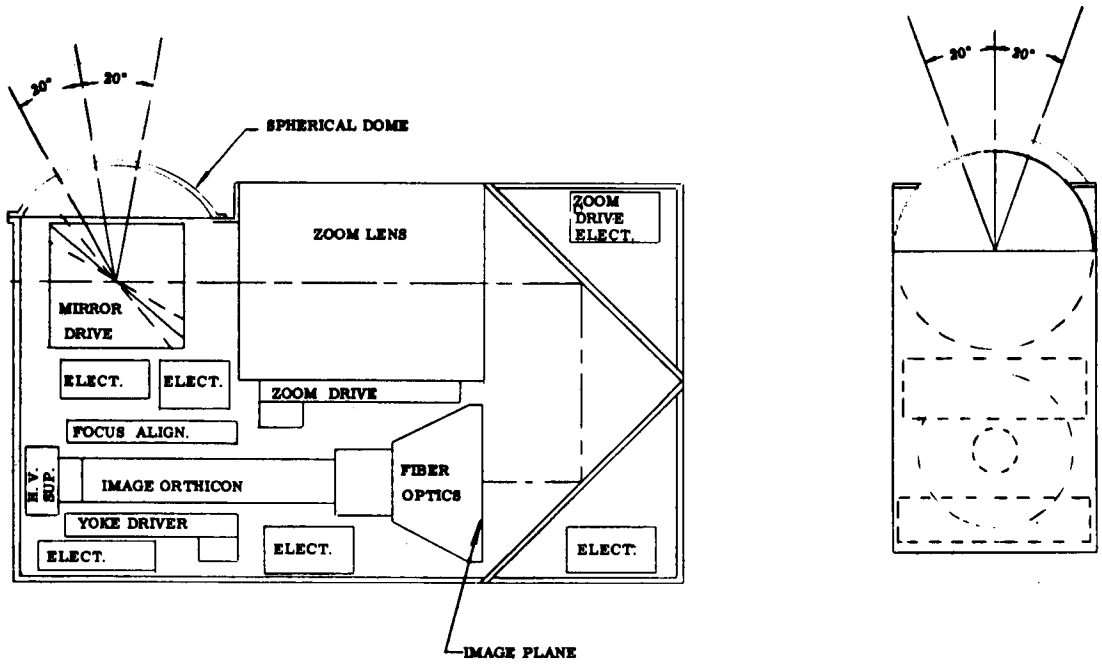 20° 20°
20° 20°
SPHERICAL DOME
ZOOM LENS
ZOOM
DRIVE
ELECT.
MIRROR
DRIVE
ELECT.
ELECT.
ZOOM DRIVE
FOCUS ALIGN.
H.V.
SUP.
IMAGE ORTHICON
FIBER
OPTICS
YOKE DRIVER
ELECT.
ELECT.
ELECT.
IMAGE PLANE